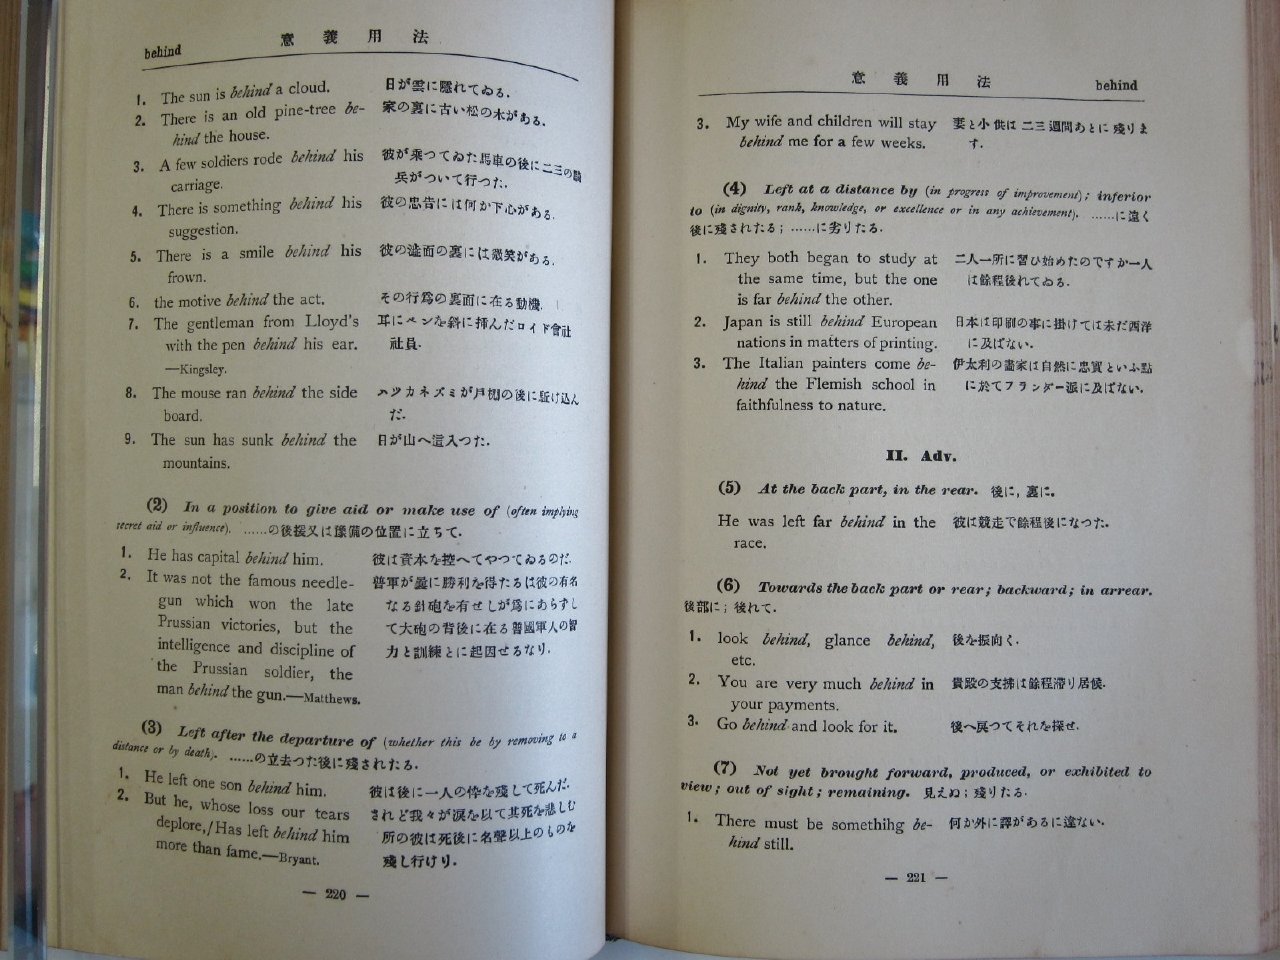 behind
意義用法
1. The sun is behind a cloud. 日が雲に隱れてゐる.
2. There is an old pine-tree be- 家の裏に古い松の木がある.
hind the house.
3. A few soldiers rode behind his 彼が乘つてゐた馬車の後に二三の騎
carriage. 兵がついて行つた.
4. There is something behind his 彼の忠告には何か下心がある.
suggestion.
5. There is a smile behind his 彼の澁面の裏には微笑がある.
frown.
6. the motive behind the act. その行爲の裏面に在る動機.
7. The gentleman from Lloyd's 耳にペンを斜に挿んだロイド會社
with the pen behind his ear. 社員.
—Kingsley.
8. The mouse ran behind the side ハツカネズミが戸棚の後に駈け込ん
board. だ.
9. The sun has sunk behind the 日が山へ這入つた.
mountains.
(2) In a position to give aid or make use of (often implying
secret aid or influence). ......の後援又は豫備の位置に立ちて.
1. He has capital behind him. 彼は資本を控へてやつてゐるのだ.
2. It was not the famous needle- 普軍が曩に勝利を得たるは彼の有名
gun which won the late なる針砲を有せしが爲にあらずし
Prussian victories, but the て大砲の背後に在る普國軍人の智
intelligence and discipline of 力と訓練とに起因せるなり.
the Prussian soldier, the
man behind the gun.—Matthews.
(3) Left after the departure of (whether this be by removing to a
distance or by death). ......の立去つた後に殘されたる.
1. He left one son behind him. 彼は後に一人の伜を殘して死んだ.
2. But he, whose loss our tears されど我々が涙を以て其死を悲しむ
deplore,/Has left behind him 所の彼は死後に名聲以上のものを
more than fame.—Bryant. 殘し行けり.
— 220 —
意義用法
behind
3. My wife and children will stay 妻と小供は二三週間あとに殘りま
behind me for a few weeks. す.
(4) Left at a distance by (in progress of improvement); inferior
to (in dignity, rank, knowledge, or excellence or in any achievement). ......に遠く
後に殘されたる; ......に劣りたる.
1. They both began to study at 二人一所に習ひ始めたのですが一人
the same time, but the one は餘程後れてゐる.
is far behind the other.
2. Japan is still behind European 日本は印刷の事に掛けては未だ西洋
nations in matters of printing. に及ばない.
3. The Italian painters come be- 伊太利の畫家は自然に忠實といふ點
hind the Flemish school in に於てフランダー派に及ばない.
faithfulness to nature.
II. Adv.
(5) At the back part, in the rear. 後に, 裏に.
He was left far behind in the 彼は競走で餘程後になつた.
race.
(6) Towards the back part or rear; backward; in arrear.
後部に; 後れて.
1. look behind, glance behind, 後を振向く.
etc.
2. You are very much behind in 貴殿の支拂は餘程滯り居候.
your payments.
3. Go behind and look for it. 後へ戻つてそれを探せ.
(7) Not yet brought forward, produced, or exhibited to
view; out of sight; remaining. 見えぬ; 殘りたる.
1. There must be somethihg be- 何か外に譯があるに違ない.
hind still.
— 221 —